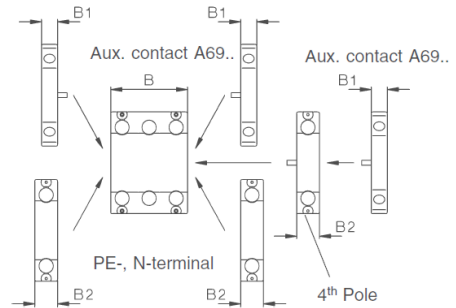 B1
B1
Aux. contact A69..
Aux. contact A69..
B
B1
B2
PE-, N-terminal
B2
B2
4th Pole